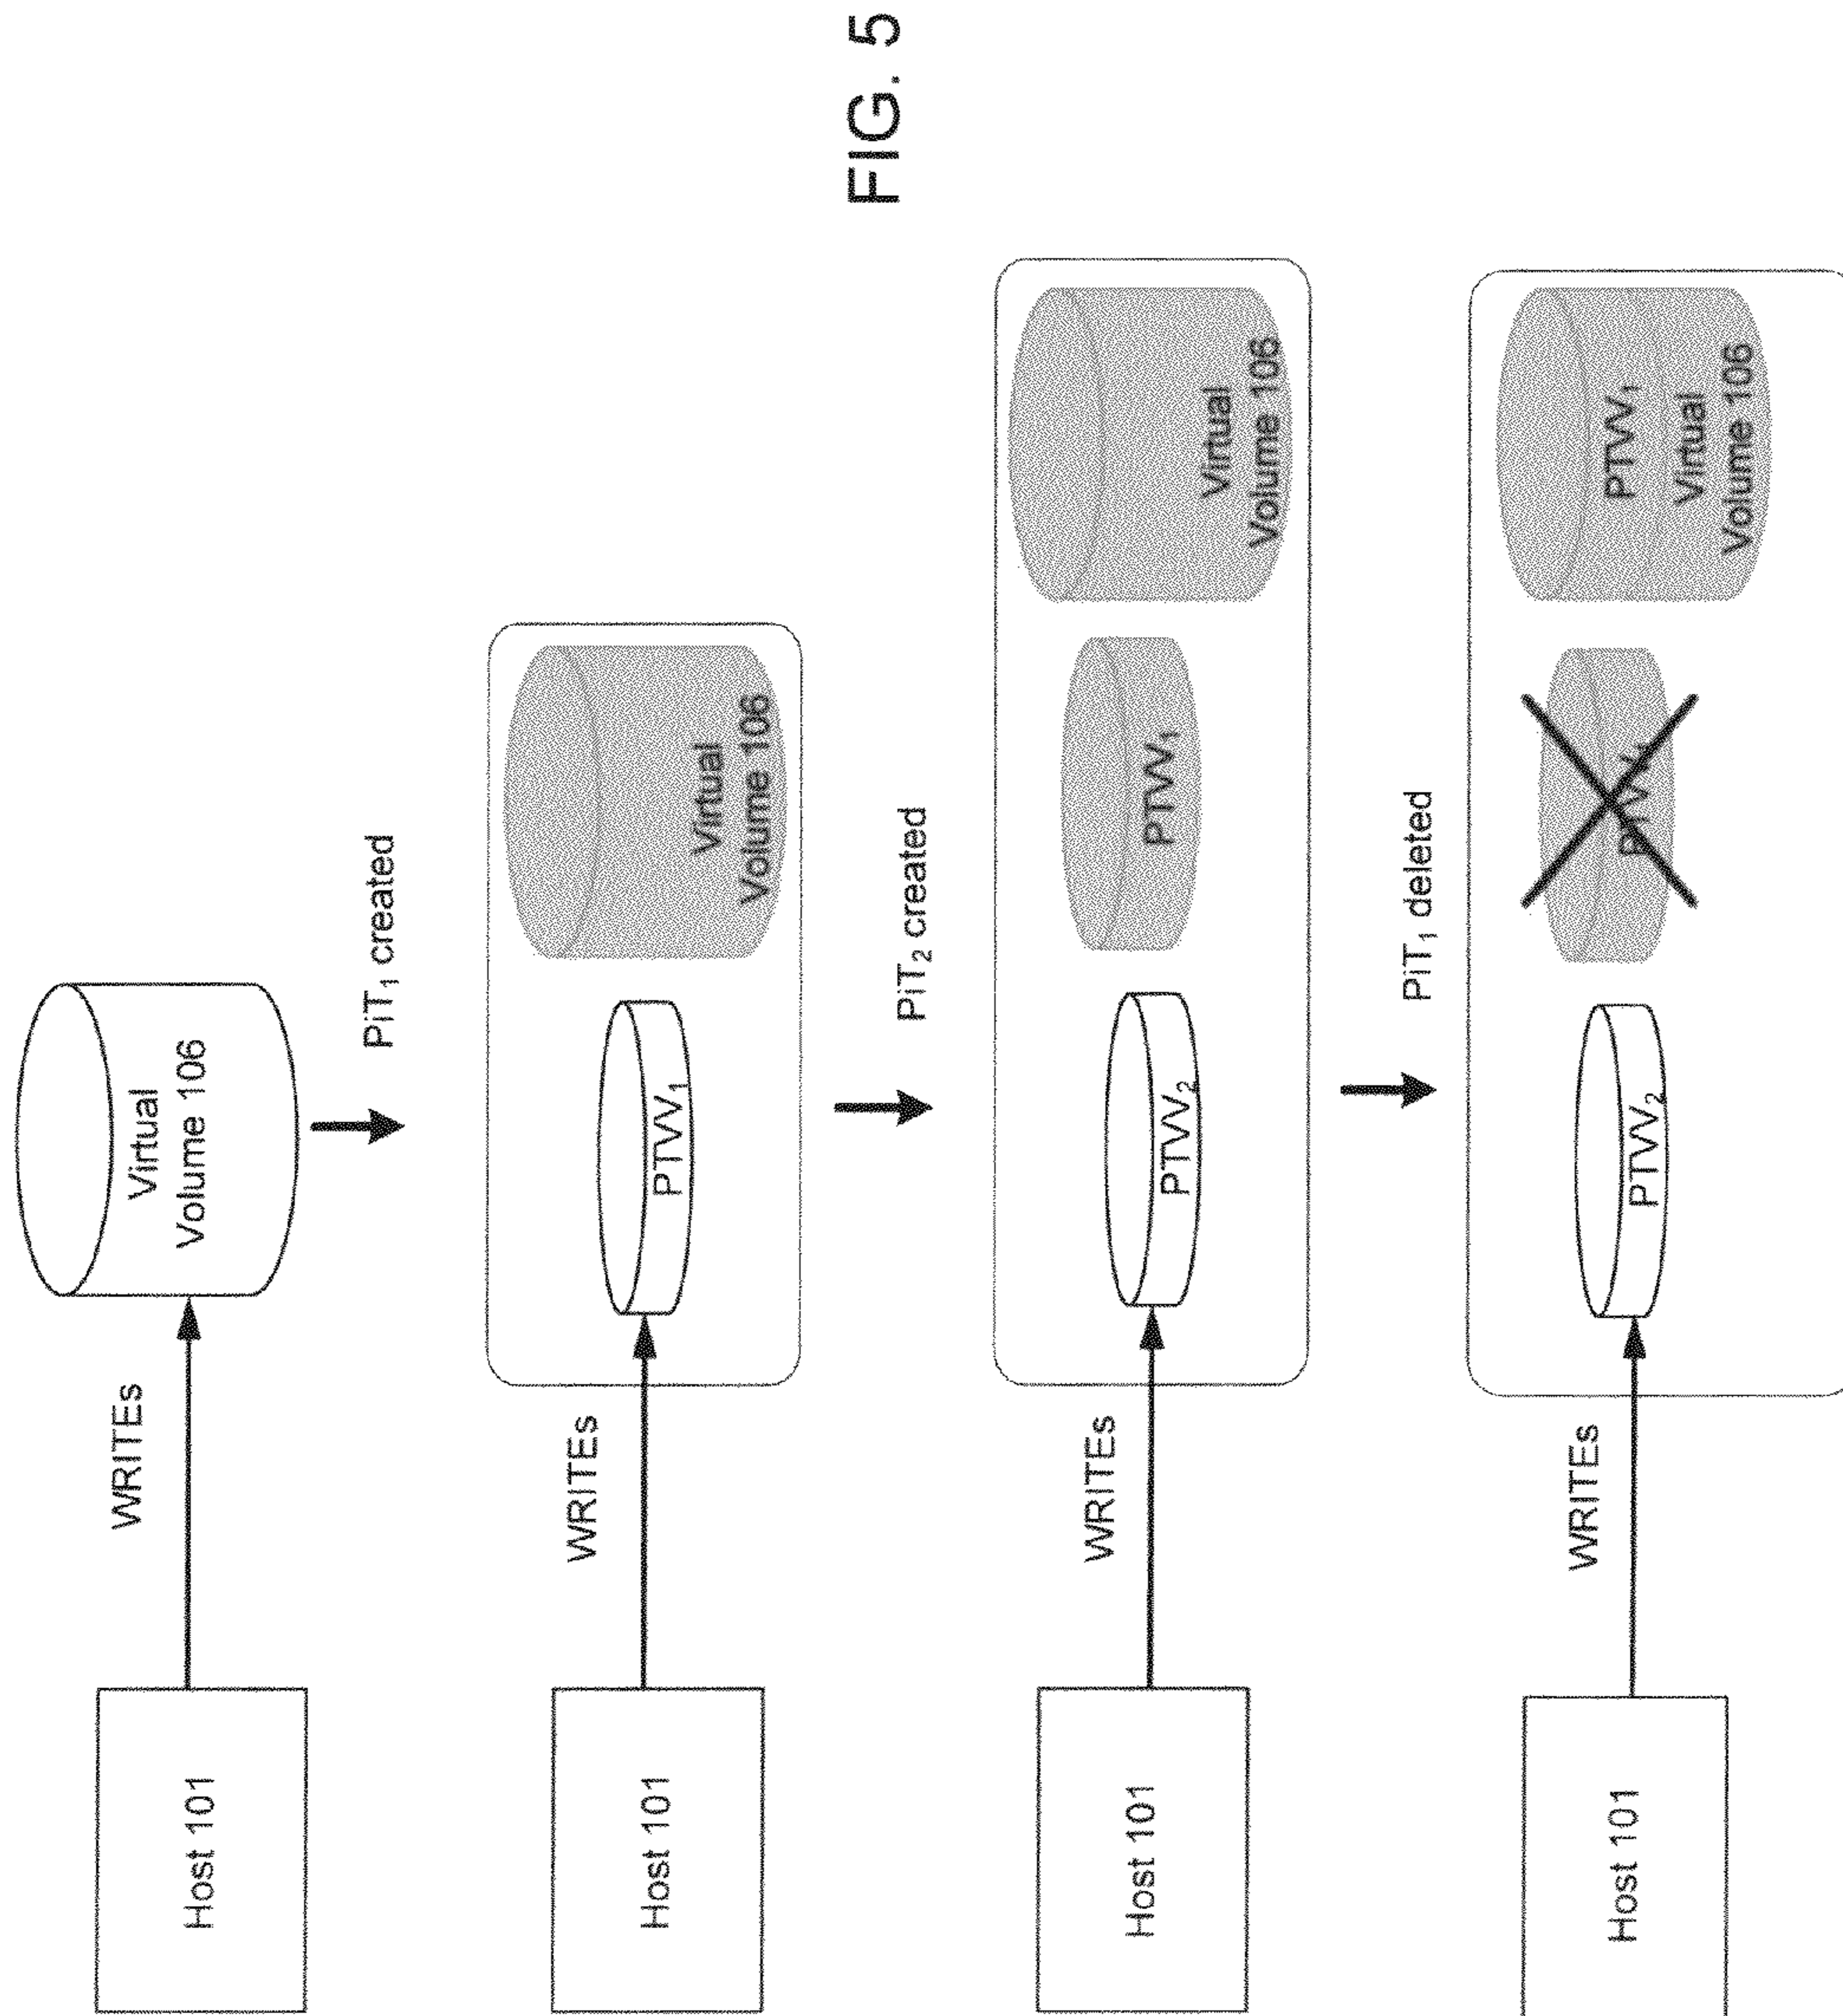 Host 101
WRITEs
Virtual
Volume 106
PiT₁ created
Host 101
WRITEs
PTVV₁
Virtual
Volume 106
PiT₂ created
Host 101
WRITEs
PTVV₂
PTVV₁
Virtual
Volume 106
PiT₁ deleted
Host 101
WRITEs
PTVV₂
PTVV₁
PTVV₁
Virtual
Volume 106
FIG. 5